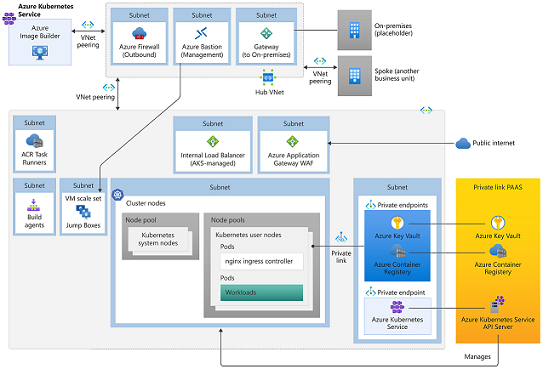 Azure Kubernetes
Service
Azure
Image Builder
VNet
peering
Subnet
Azure Firewall
(Outbound)
Subnet
Azure Bastion
(Management)
Subnet
Gateway
(to On-premises)
Hub VNet
On-premises
(placeholder)
VNet
peering
Spoke (another
business unit)
VNet
peering
Subnet
ACR Task
Runners
Subnet
Internal Load Balancer
(AKS-managed)
Subnet
Azure Application
Gateway WAF
Public internet
Subnet
Build
agents
Subnet
VM scale set
Jump Boxes
Subnet
Cluster nodes
Node pool
Kubernetes
system nodes
Node pools
Kubernetes user nodes
Pods
nginx ingress controller
Pods
Workloads
Private
link
Subnet
Private endpoints
Azure Key Vault
Azure Container
Registry
Private endpoint
Azure Kubernetes
Service
Private link PAAS
Azure Key Vault
Azure Container
Registry
Azure Kubernetes Service
API Server
Manages